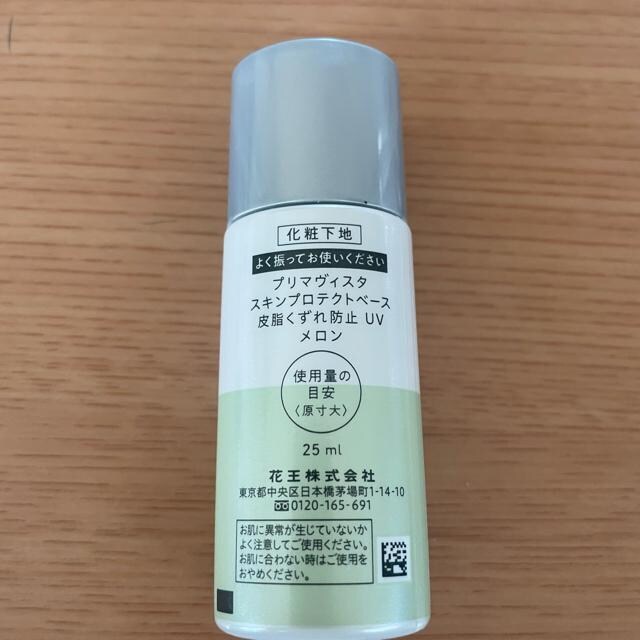 化粧下地
よく振ってお使いください
プリマヴィスタ
スキンプロテクトベース
皮脂くずれ防止 UV
メロン
使用量の
目安
〈原寸大〉
25 ml
花王株式会社
東京都中央区日本橋茅場町1-14-10
0120-165-691
お肌に異常が生じていないか
よく注意してご使用ください。
お肌に合わない時はご使用を
おやめください。